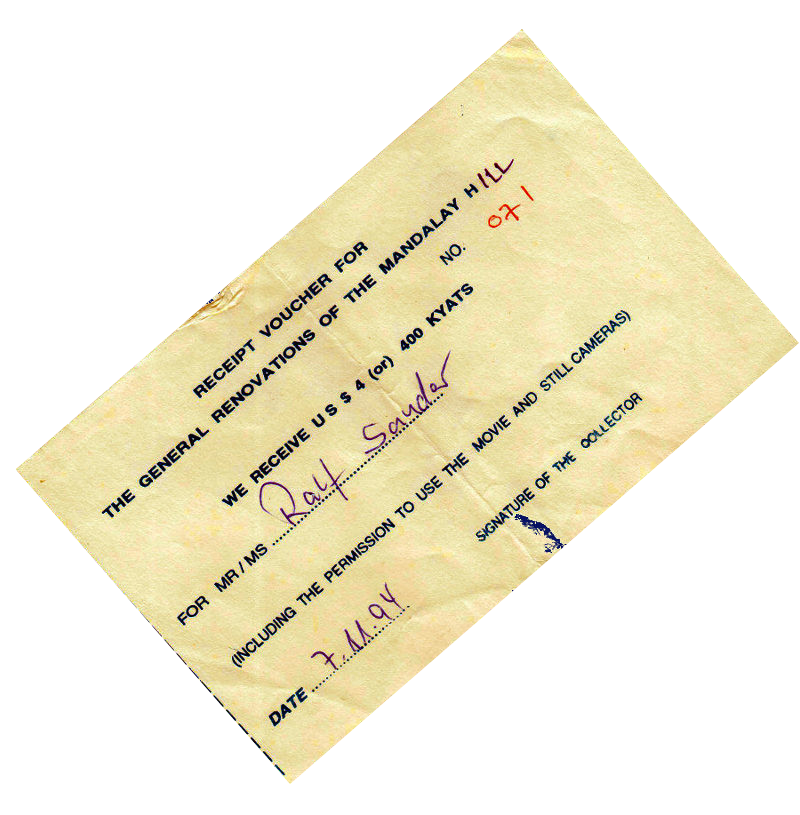 RECEIPT VOUCHER FOR
THE GENERAL RENOVATIONS OF THE MANDALAY HILL
NO. 071
WE RECEIVE U S $ 4 (or) 400 KYATS
FOR MR / MS Ralf Sander
(INCLUDING THE PERMISSION TO USE THE MOVIE AND STILL CAMERAS)
DATE 7.11.94
SIGNATURE OF THE COLLECTOR